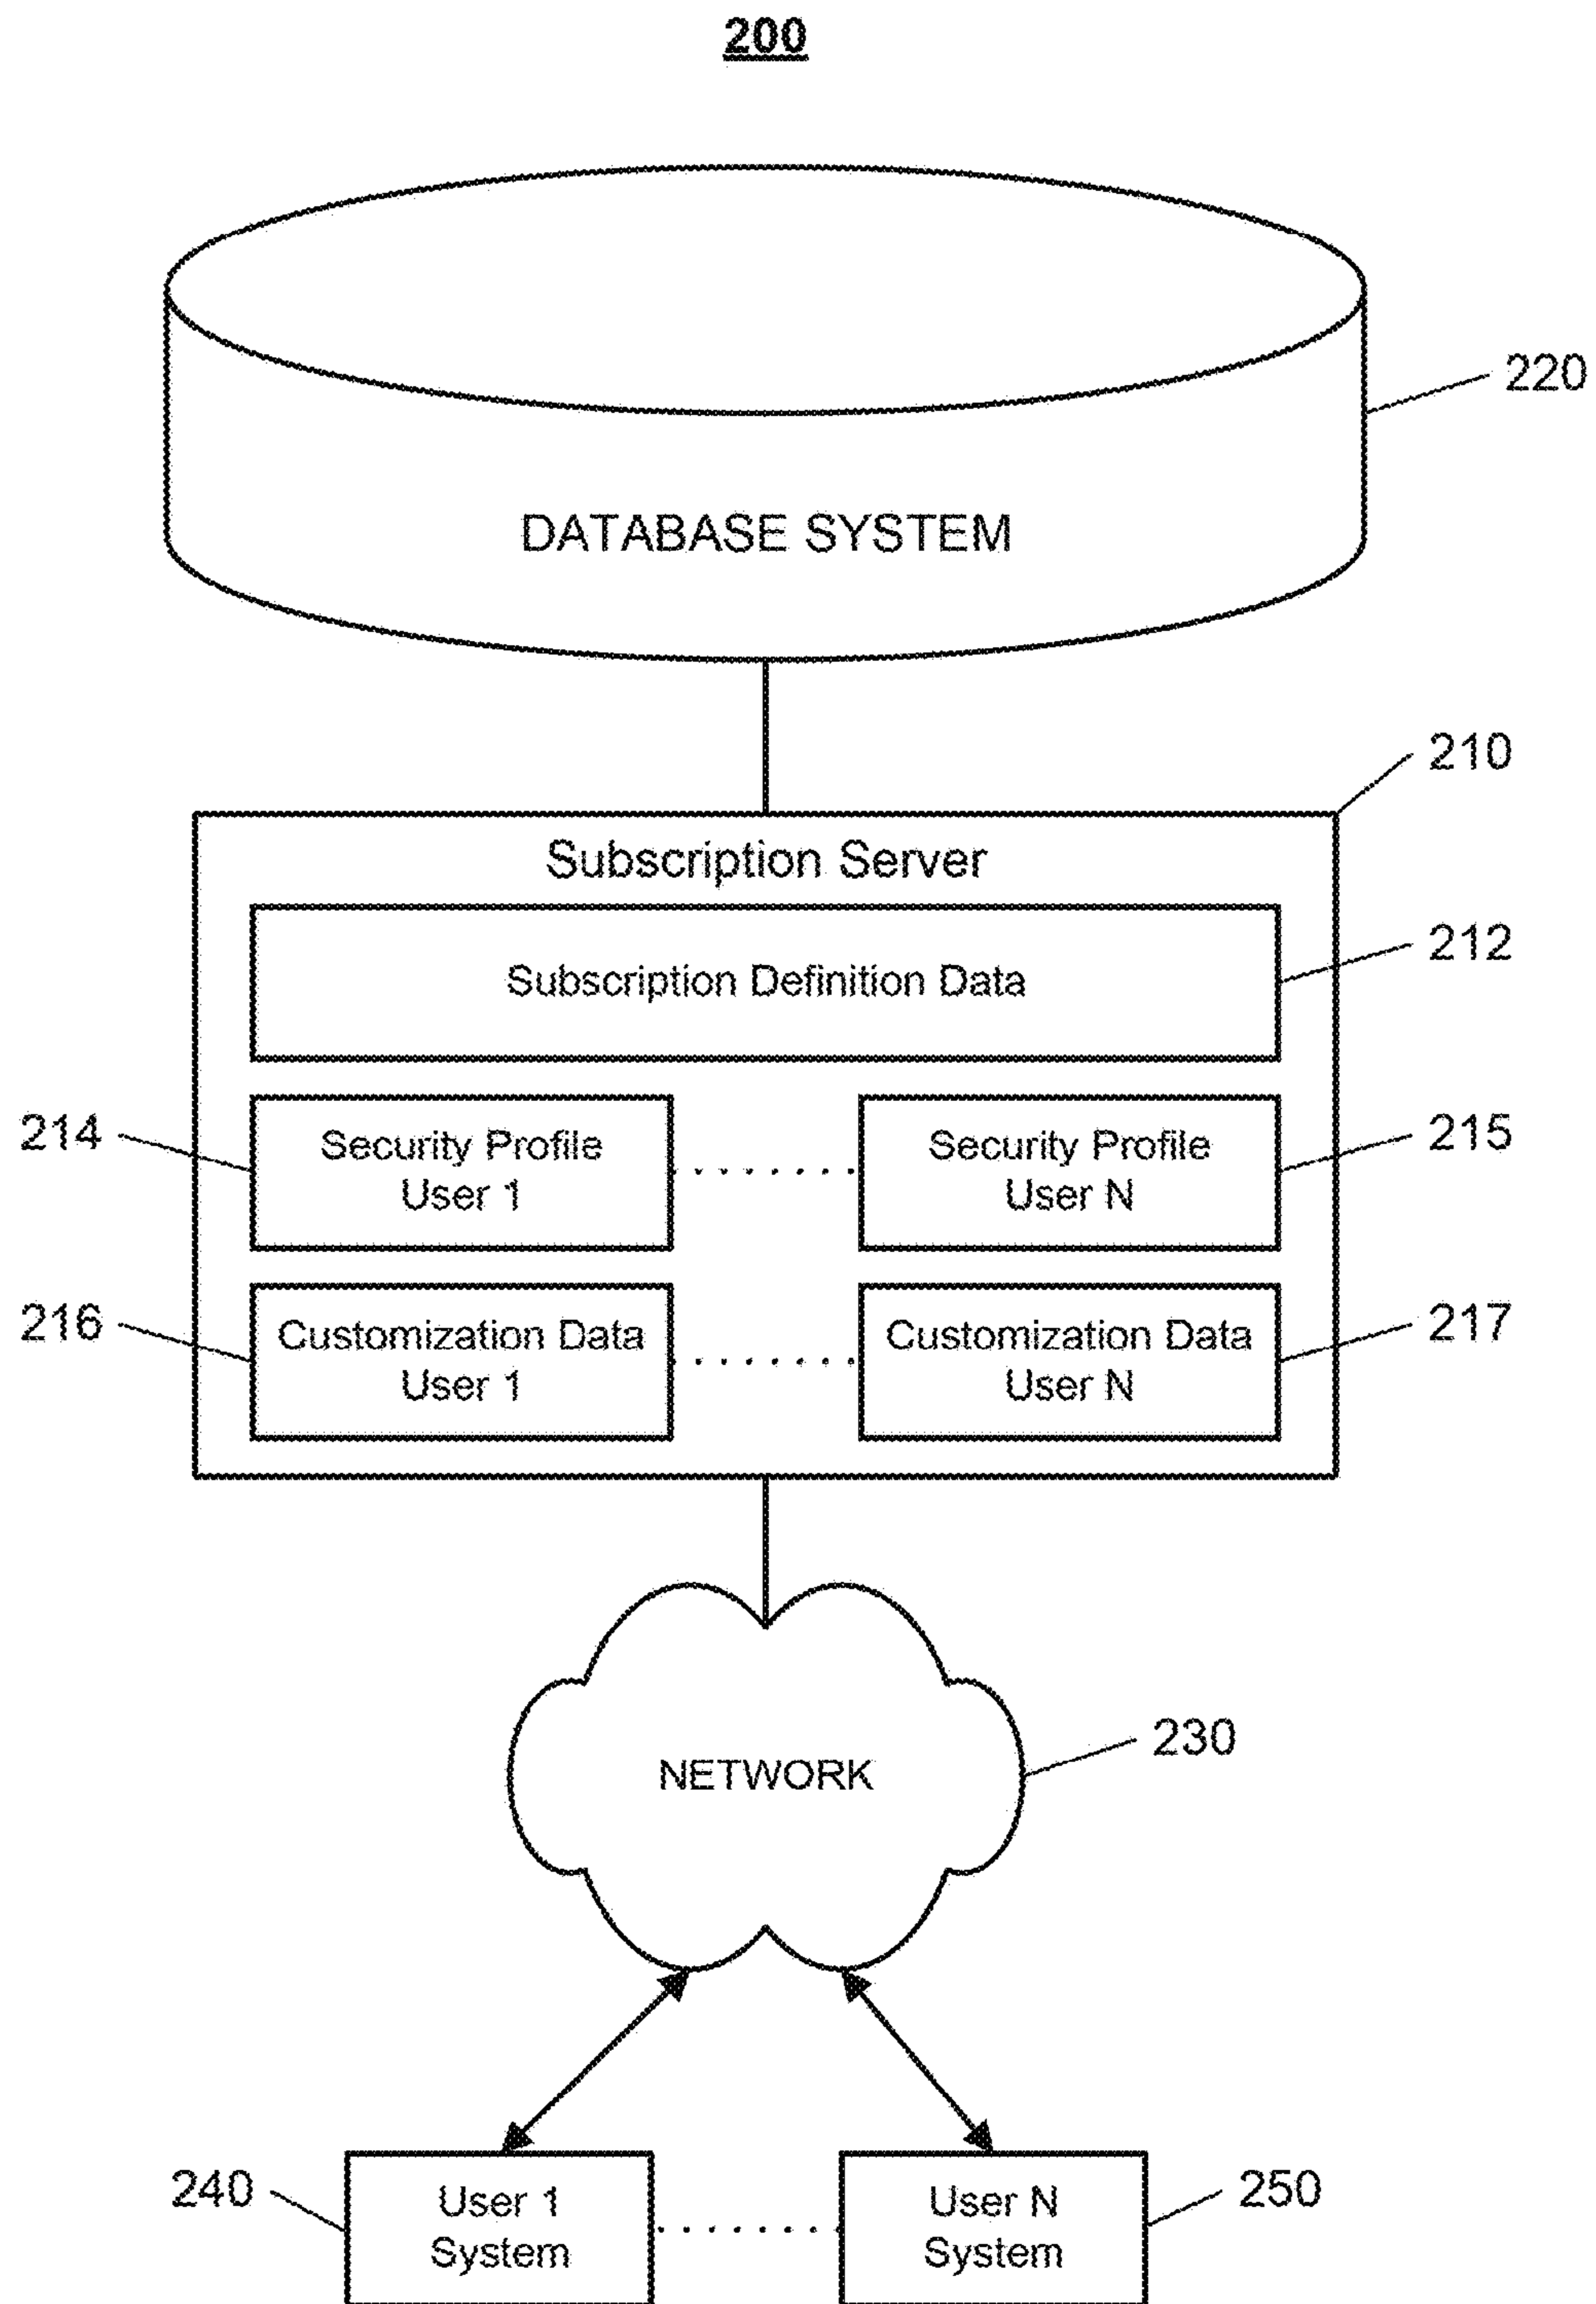 200
220
DATABASE SYSTEM
210
Subscription Server
212
Subscription Definition Data
214
Security Profile
User 1
Security Profile
User N
215
216
Customization Data
User 1
Customization Data
User N
217
NETWORK
230
240
User 1
System
User N
System
250